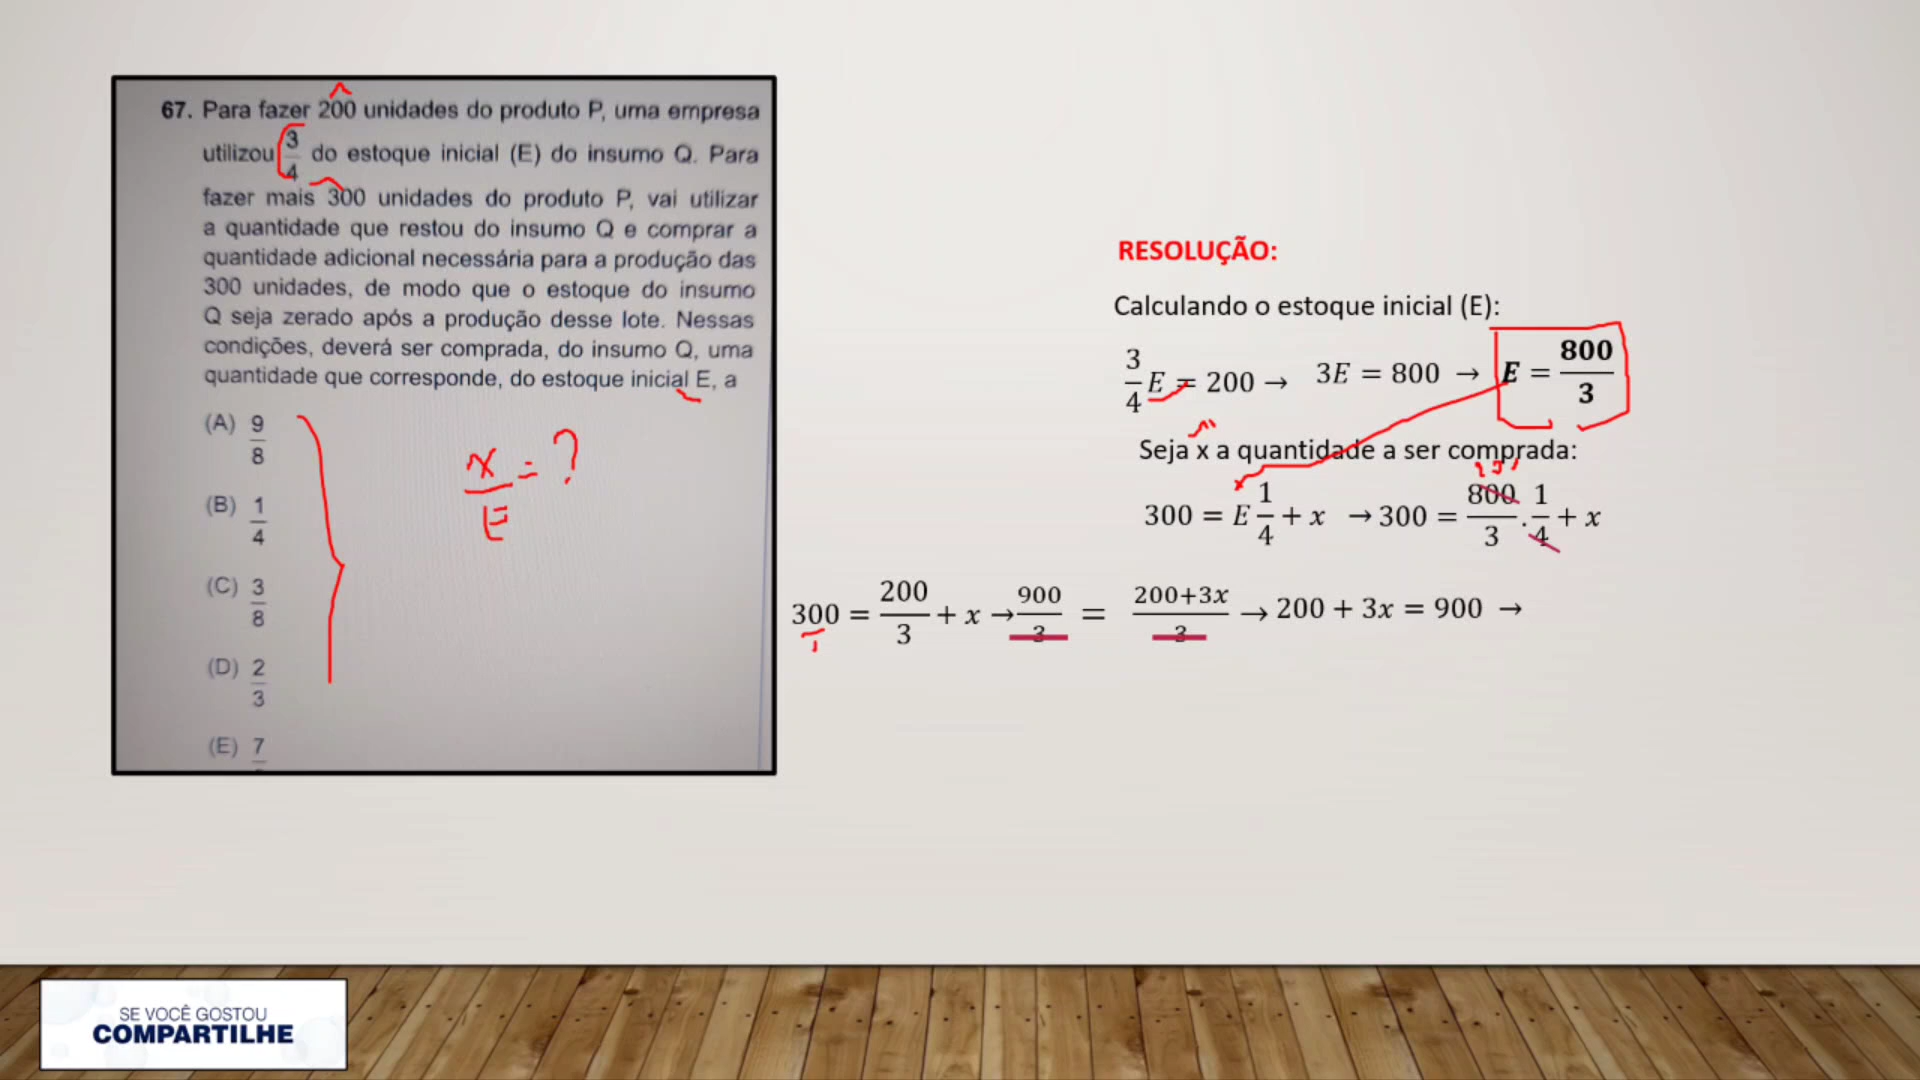 67. Para fazer 200 unidades do produto P, uma empresa
utilizou 3/4 do estoque inicial (E) do insumo Q. Para
fazer mais 300 unidades do produto P, vai utilizar
a quantidade que restou do insumo Q e comprar a
quantidade adicional necessária para a produção das
300 unidades, de modo que o estoque do insumo
Q seja zerado após a produção desse lote. Nessas
condições, deverá ser comprada, do insumo Q, uma
quantidade que corresponde, do estoque inicial E, a
(A) 9/8
(B) 1/4
(C) 3/8
(D) 2/3
(E) 7
x/E = ?
RESOLUÇÃO:
Calculando o estoque inicial (E):
3/4 E = 200 → 3E = 800 → E = 800/3
Seja x a quantidade a ser comprada:
300 = E 1/4 + x → 300 = 800/3 . 1/4 + x
300 = 200/3 + x → 900/3 = 200+3x/3 → 200 + 3x = 900 →
SE VOCÊ GOSTOU
COMPARTILHE